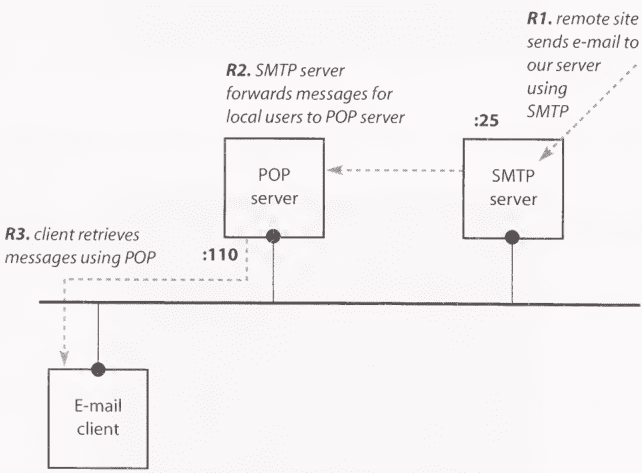 R1. remote site
sends e-mail to
our server
using
SMTP
R2. SMTP server
forwards messages for
local users to POP server
:25
POP
server
SMTP
server
R3. client retrieves
messages using POP
:110
E-mail
client